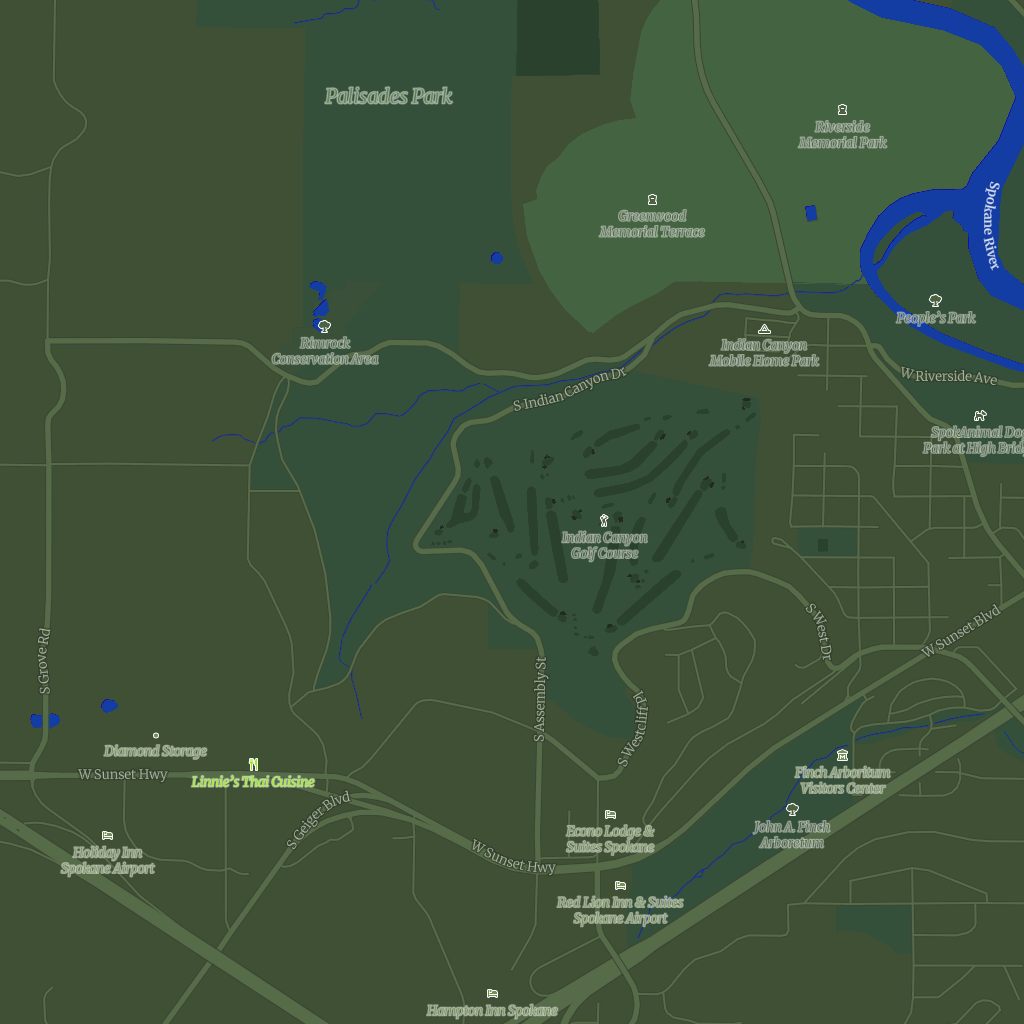 Palisades Park
Riverside
Memorial Park
Greenwood
Memorial Terrace
Spokane River
People's Park
Rimrock
Conservation Area
Indian Canyon
Mobile Home Park
W Riverside Ave
S Indian Canyon Dr
Park at High Bridg
Indian Canyon
Golf Course
S West Dr
W Sunset Blvd
S Grove Rd
S Assembly St
S Westcliff Pl
Diamond Storage
W Sunset Hwy
Linnie's Thai Cuisine
Finch Arboritum
Visitors Center
S Geiger Blvd
Econo Lodge &
Suites Spokane
John A. Finch
Arboretum
Holiday Inn
Spokane Airport
W Sunset Hwy
Red Lion Inn & Suites
Spokane Airport
Hampton Inn Spokane